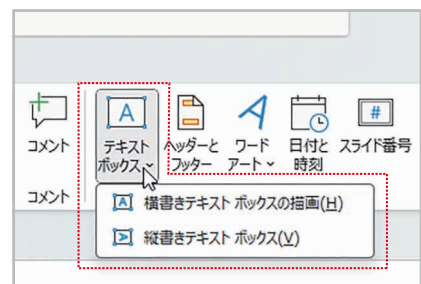 コメント
テキスト
ボックス
ヘッダーと
フッター
ワード
アート
日付と
時刻
スライド番号
コメント
横書きテキスト ボックスの描画(H)
縦書きテキスト ボックス(V)